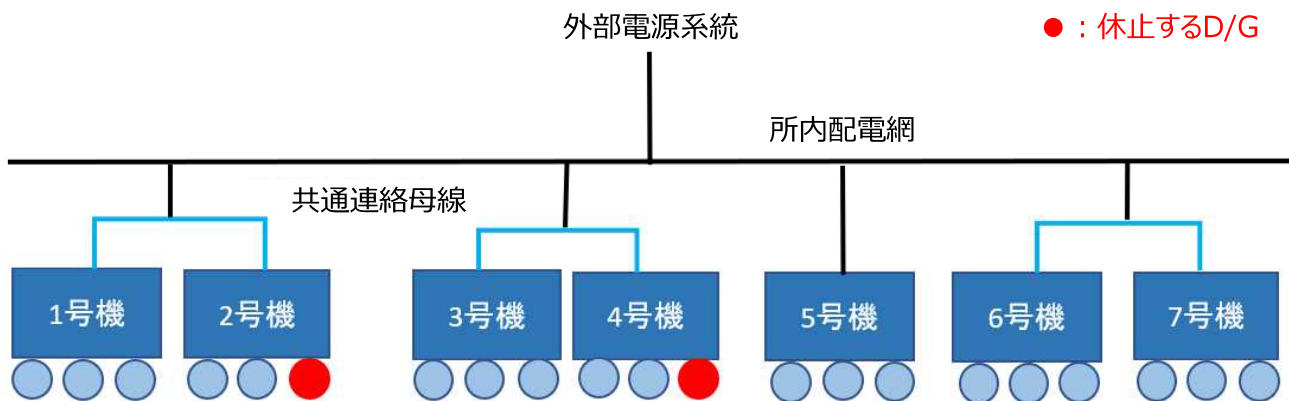 外部電源系統
●：休止するD/G
所内配電網
共通連絡母線
1号機
2号機
3号機
4号機
5号機
6号機
7号機